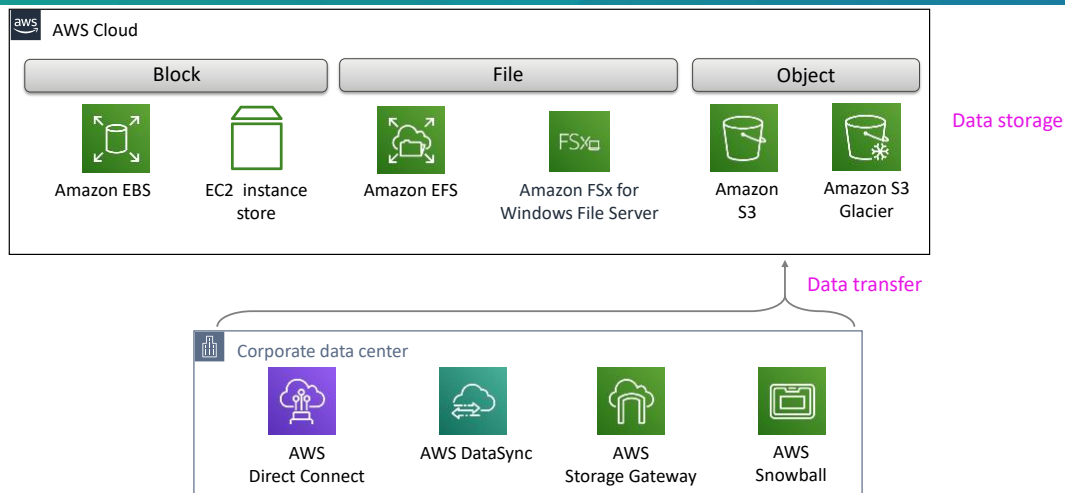 aws
AWS Cloud
Block
File
Object
Amazon EBS
EC2 instance
store
Amazon EFS
FSx
Amazon FSx for
Windows File Server
Amazon
S3
Amazon S3
Glacier
Data storage
Data transfer
Corporate data center
AWS
Direct Connect
AWS DataSync
AWS
Storage Gateway
AWS
Snowball